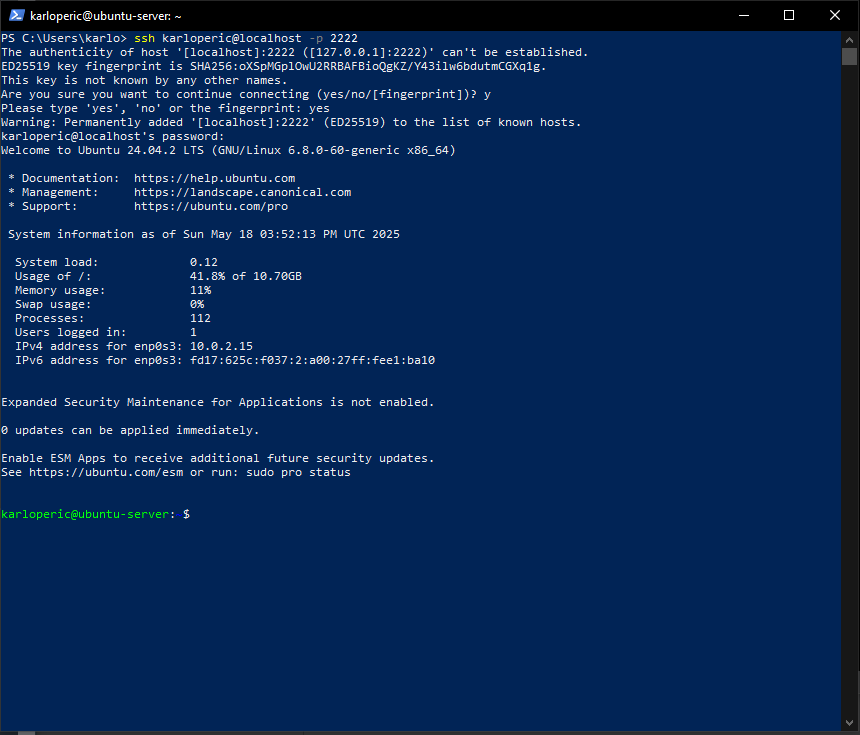 karloperic@ubuntu-server: ~
PS C:\Users\karlo> ssh karloperic@localhost -p 2222
The authenticity of host '[localhost]:2222 ([127.0.0.1]:2222)' can't be established.
ED25519 key fingerprint is SHA256:oXSpMGplOwU2RRBAFBioQgKZ/Y43ilw6bdutmCGXq1g.
This key is not known by any other names.
Are you sure you want to continue connecting (yes/no/[fingerprint])? y
Please type 'yes', 'no' or the fingerprint: yes
Warning: Permanently added '[localhost]:2222' (ED25519) to the list of known hosts.
karloperic@localhost's password:
Welcome to Ubuntu 24.04.2 LTS (GNU/Linux 6.8.0-60-generic x86_64)
* Documentation:  https://help.ubuntu.com
* Management:     https://landscape.canonical.com
* Support:        https://ubuntu.com/pro
System information as of Sun May 18 03:52:13 PM UTC 2025
System load:             0.12
Usage of /:              41.8% of 10.70GB
Memory usage:            11%
Swap usage:              0%
Processes:               112
Users logged in:         1
IPv4 address for enp0s3: 10.0.2.15
IPv6 address for enp0s3: fd17:625c:f037:2:a00:27ff:fee1:ba10
Expanded Security Maintenance for Applications is not enabled.
0 updates can be applied immediately.
Enable ESM Apps to receive additional future security updates.
See https://ubuntu.com/esm or run: sudo pro status
karloperic@ubuntu-server: $